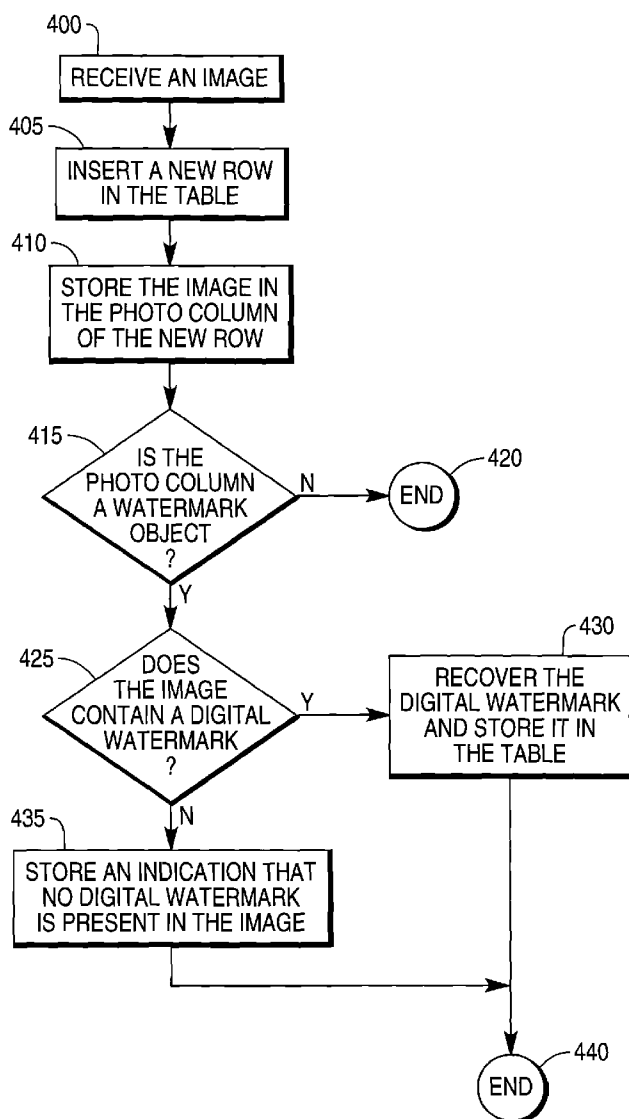 400
RECEIVE AN IMAGE
405
INSERT A NEW ROW
IN THE TABLE
410
STORE THE IMAGE IN
THE PHOTO COLUMN
OF THE NEW ROW
415
IS THE
PHOTO COLUMN
A WATERMARK
OBJECT
?
N
END
420
Y
425
DOES
THE IMAGE
CONTAIN A DIGITAL
WATERMARK
?
Y
430
RECOVER THE
DIGITAL WATERMARK
AND STORE IT IN
THE TABLE
N
435
STORE AN INDICATION THAT
NO DIGITAL WATERMARK
IS PRESENT IN THE IMAGE
END
440